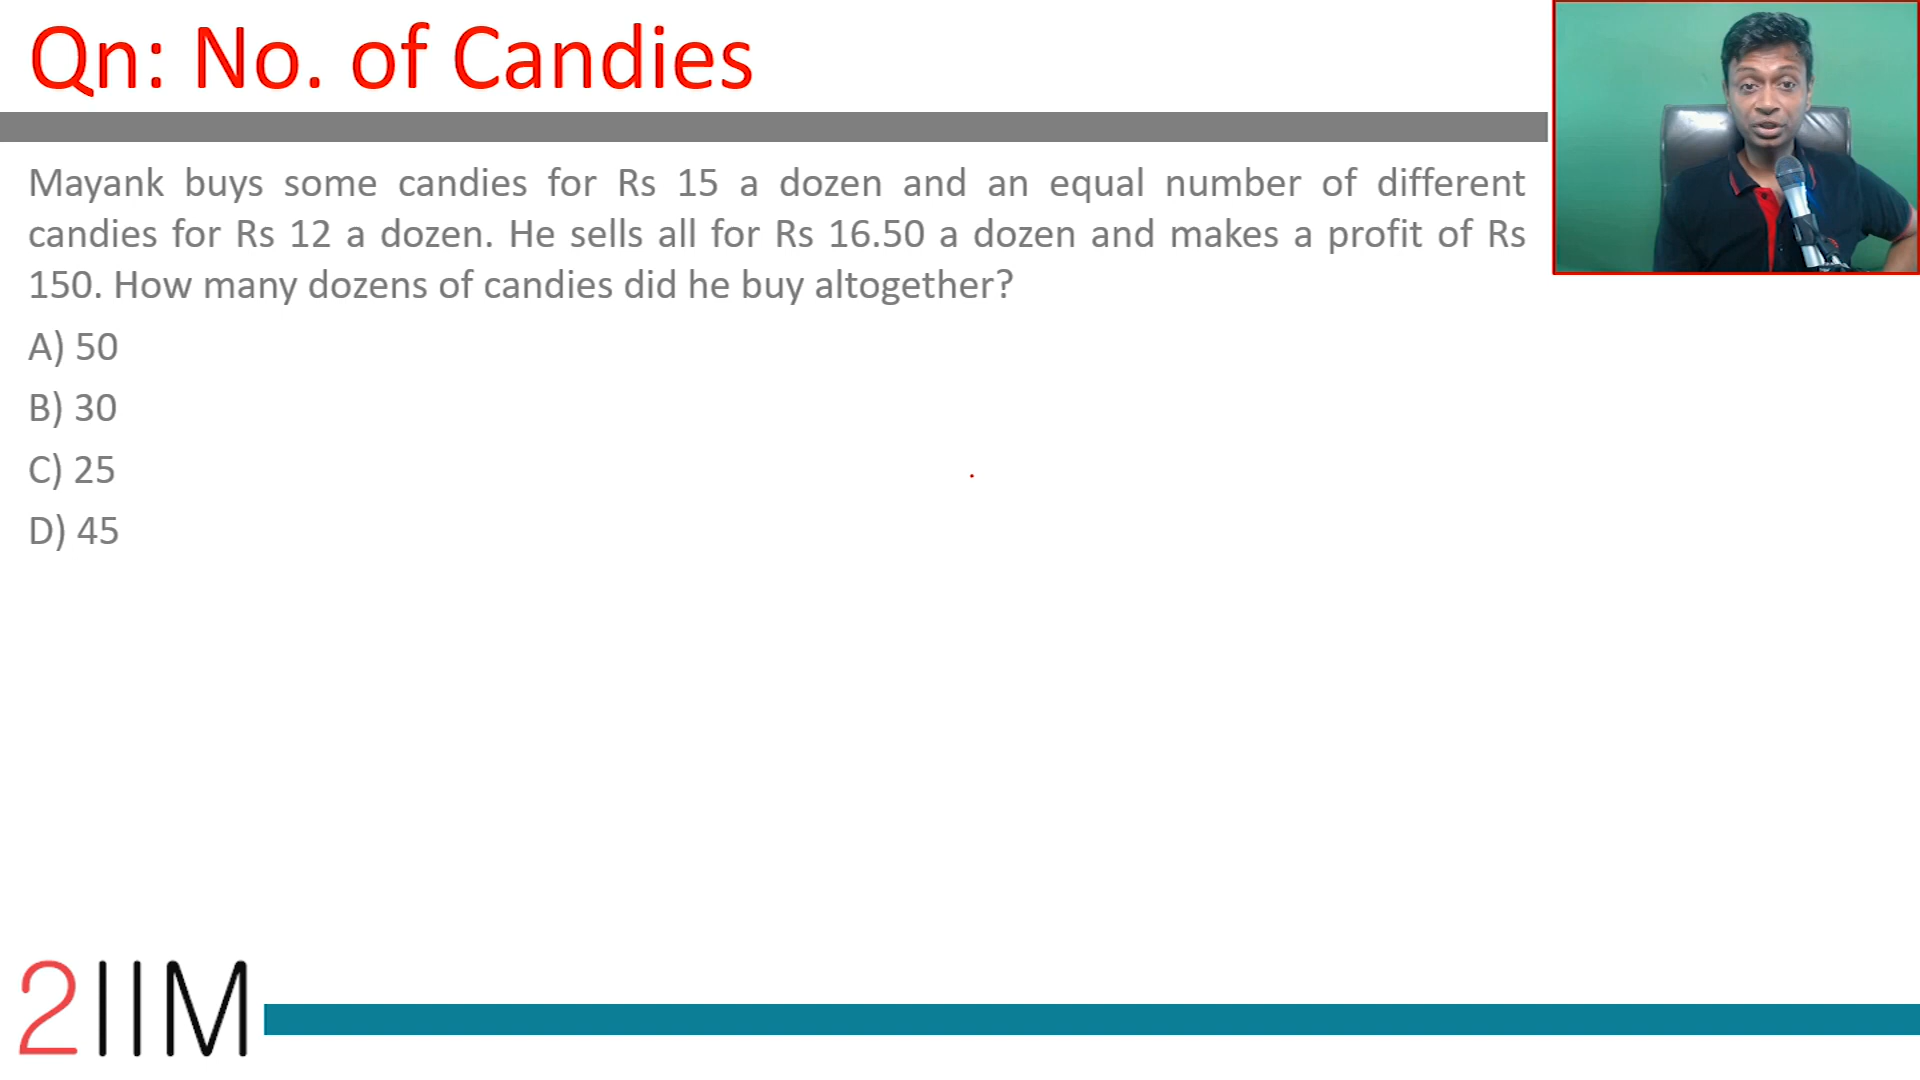 Qn: No. of Candies
Mayank buys some candies for Rs 15 a dozen and an equal number of different
candies for Rs 12 a dozen. He sells all for Rs 16.50 a dozen and makes a profit of Rs
150. How many dozens of candies did he buy altogether?
A) 50
B) 30
C) 25
D) 45
2IIM